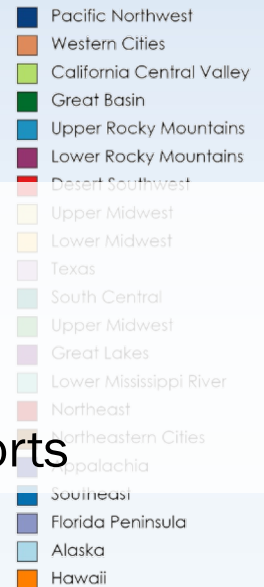 Pacific Northwest
Western Cities
California Central Valley
Great Basin
Upper Rocky Mountains
Lower Rocky Mountains
Desert Southwest
Upper Midwest
Lower Midwest
Texas
South Central
Upper Midwest
Great Lakes
Lower Mississippi River
Northeast
Northeastern Cities
orts
Appalachia
Southeast
Florida Peninsula
Alaska
Hawaii